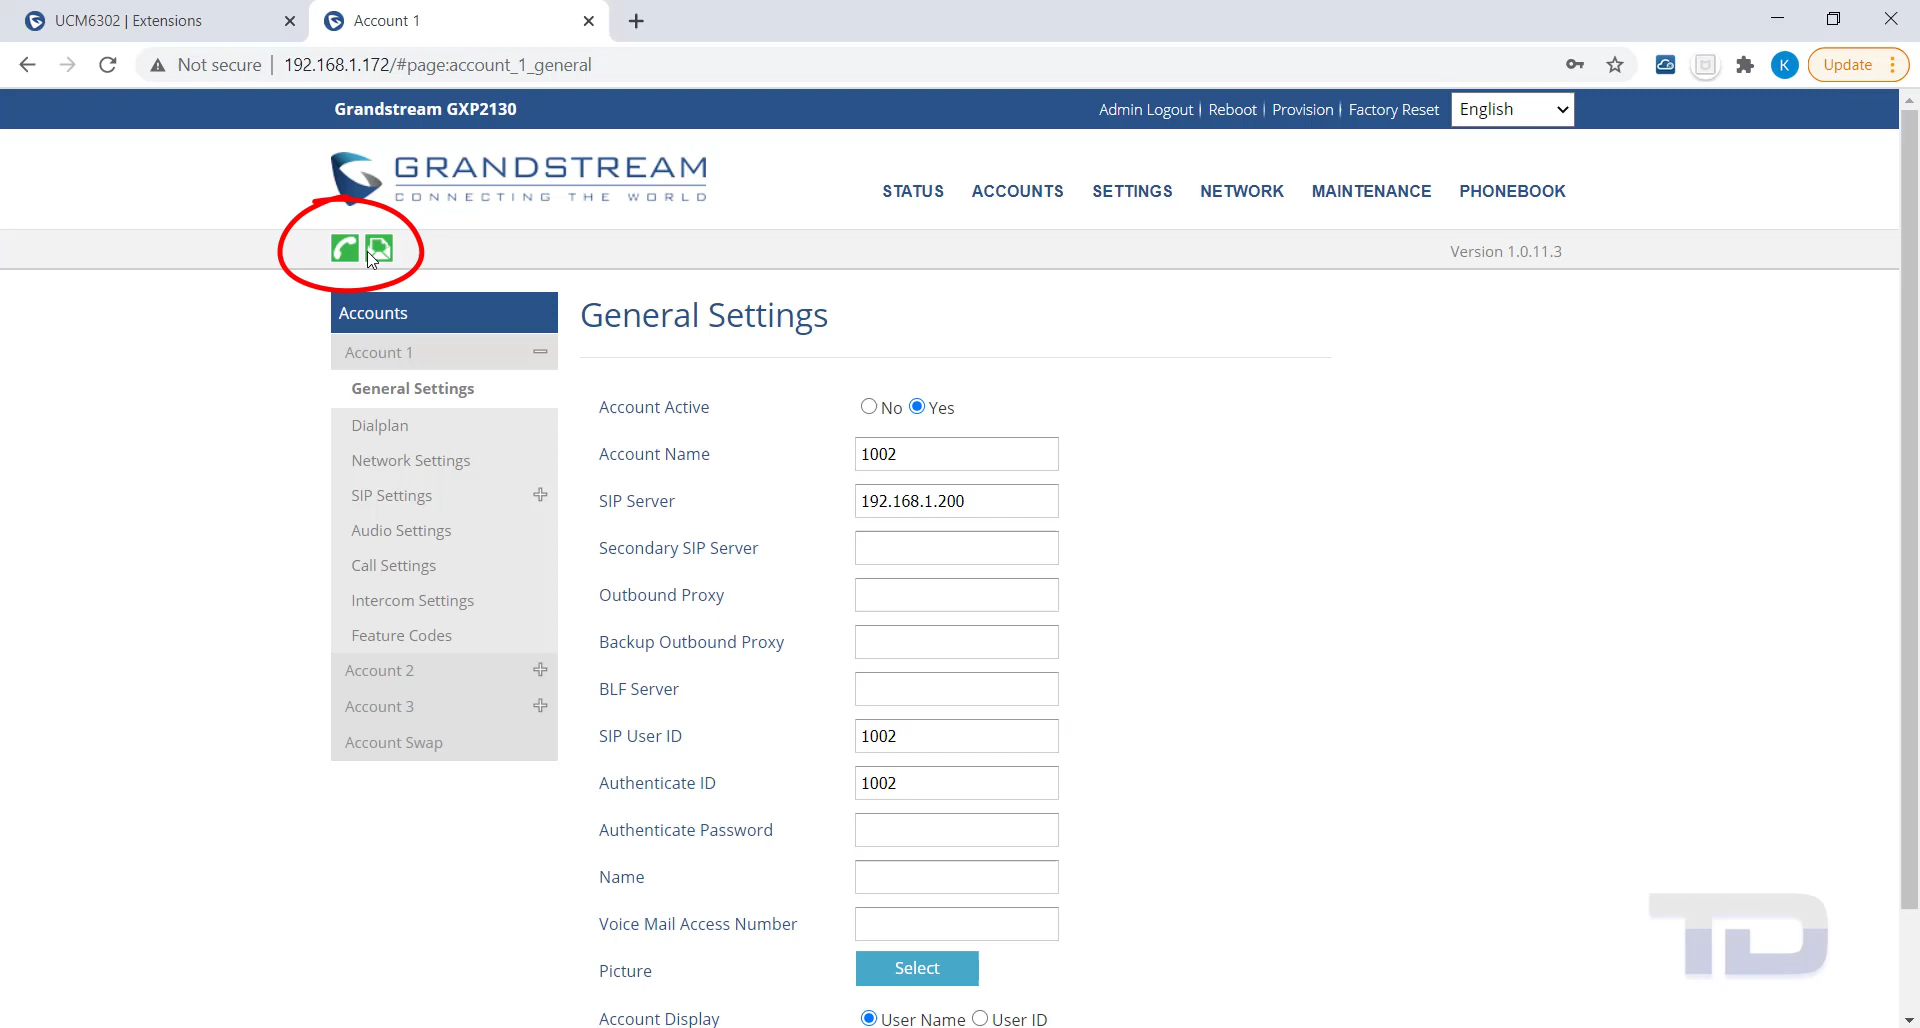 UCM6302 | Extensions
Account 1
Not secure
192.168.1.172/#page:account_1_general
K
Update
Grandstream GXP2130
Admin Logout | Reboot | Provision | Factory Reset
English
GRANDSTREAM
CONNECTING THE WORLD
STATUS ACCOUNTS SETTINGS NETWORK MAINTENANCE PHONEBOOK
Version 1.0.11.3
Accounts
Account 1
General Settings
Dialplan
Network Settings
SIP Settings
Audio Settings
Call Settings
Intercom Settings
Feature Codes
Account 2
Account 3
Account Swap
General Settings
Account Active No Yes
Account Name 1002
SIP Server 192.168.1.200
Secondary SIP Server
Outbound Proxy
Backup Outbound Proxy
BLF Server
SIP User ID 1002
Authenticate ID 1002
Authenticate Password
Name
Voice Mail Access Number
Picture Select
Account Display User Name User ID
TD